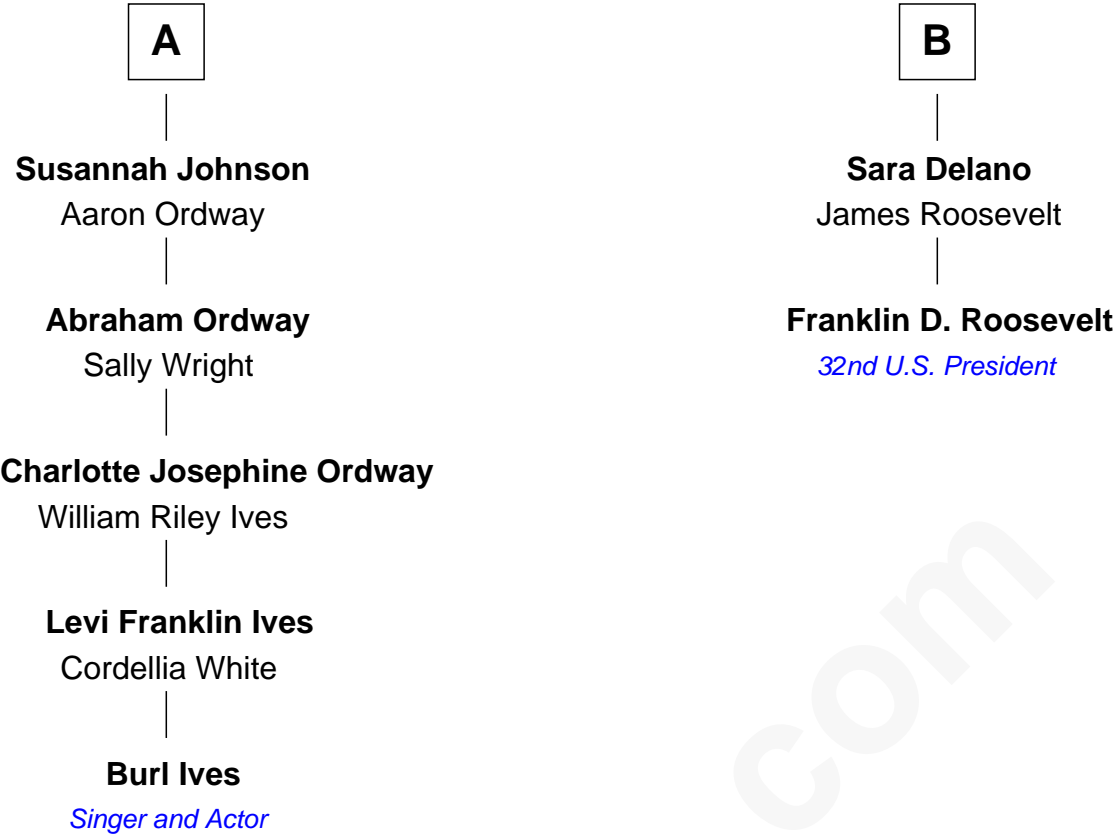 A
Susannah Johnson
Aaron Ordway
Abraham Ordway
Sally Wright
Charlotte Josephine Ordway
William Riley Ives
Levi Franklin Ives
Cordellia White
Burl Ives
Singer and Actor
B
Sara Delano
James Roosevelt
Franklin D. Roosevelt
32nd U.S. President
com